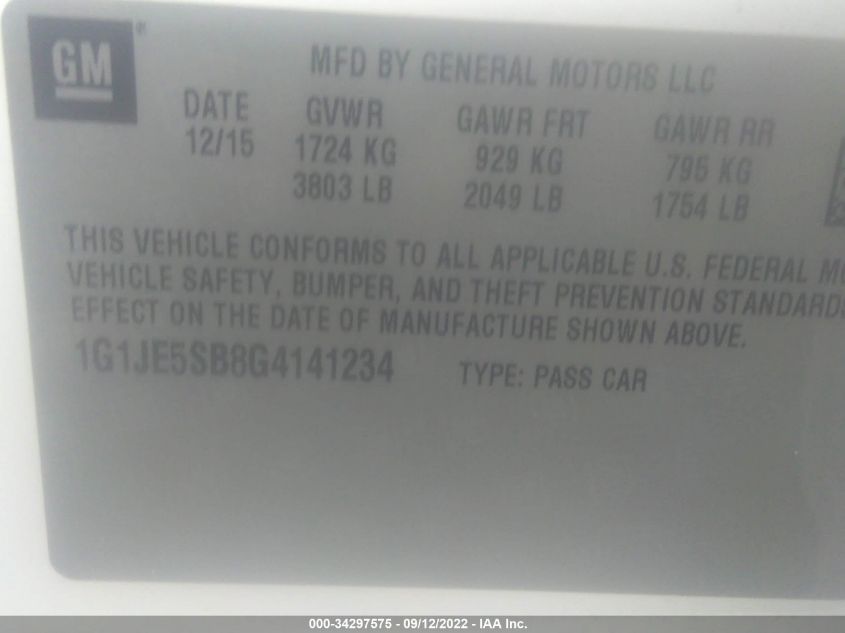 GM
MFD BY GENERAL MOTORS LLC
DATE GVWR GAWR FRT GAWR RR
12/15 1724 KG 929 KG 795 KG
3803 LB 2049 LB 1754 LB
THIS VEHICLE CONFORMS TO ALL APPLICABLE U.S. FEDERAL MO
VEHICLE SAFETY, BUMPER, AND THEFT PREVENTION STANDARDS
EFFECT ON THE DATE OF MANUFACTURE SHOWN ABOVE.
1G1JE5SB8G4141234 TYPE: PASS CAR
000-34297575 - 09/12/2022 - IAA Inc.